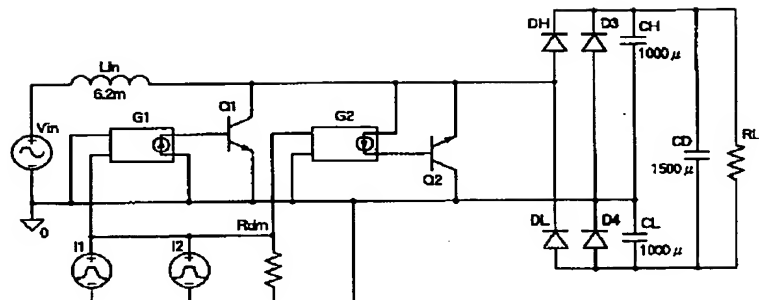 DH D3 CH
1000μ
Lin
6.2m
Q1
G1
G2
Vin
RL
CD
1500μ
Q2
0
Rdm
DL D4 CL
1000μ
I1 I2